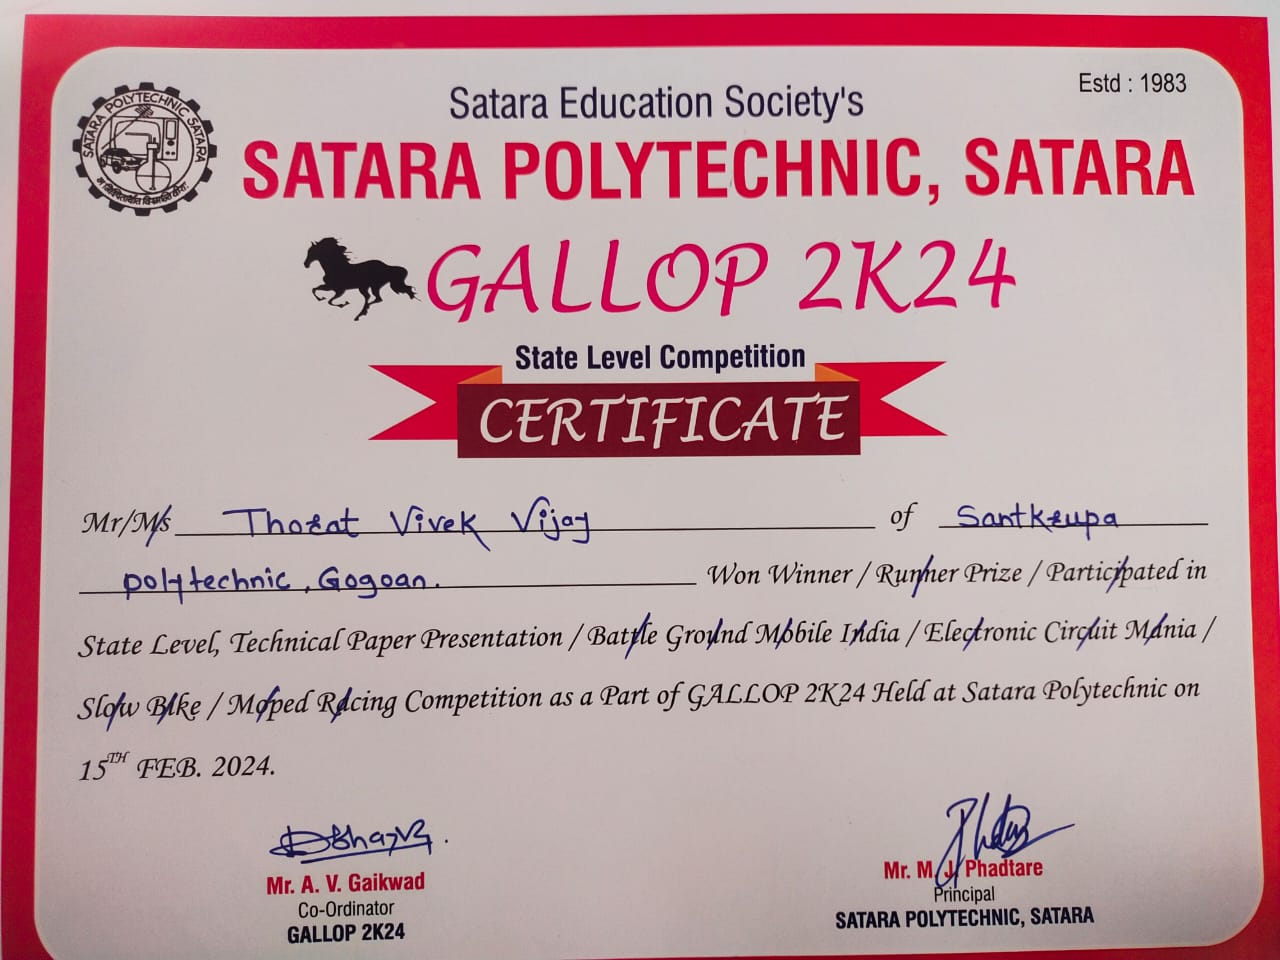 Estd : 1983
Satara Education Society's
SATARA POLYTECHNIC SATARA
SATARA POLYTECHNIC, SATARA
GALLOP 2K24
State Level Competition
CERTIFICATE
Mr/Ms Thorat Vivek Vijay of Santkrupa
polytechnic, Gogoan. Won Winner / Runner Prize / Participated in
State Level, Technical Paper Presentation / Battle Ground Mobile India / Electronic Circuit Mania /
Slow Bike / Moped Racing Competition as a Part of GALLOP 2K24 Held at Satara Polytechnic on
15TH FEB. 2024.
Mr. A. V. Gaikwad
Co-Ordinator
GALLOP 2K24
Mr. M. J. Phadtare
Principal
SATARA POLYTECHNIC, SATARA